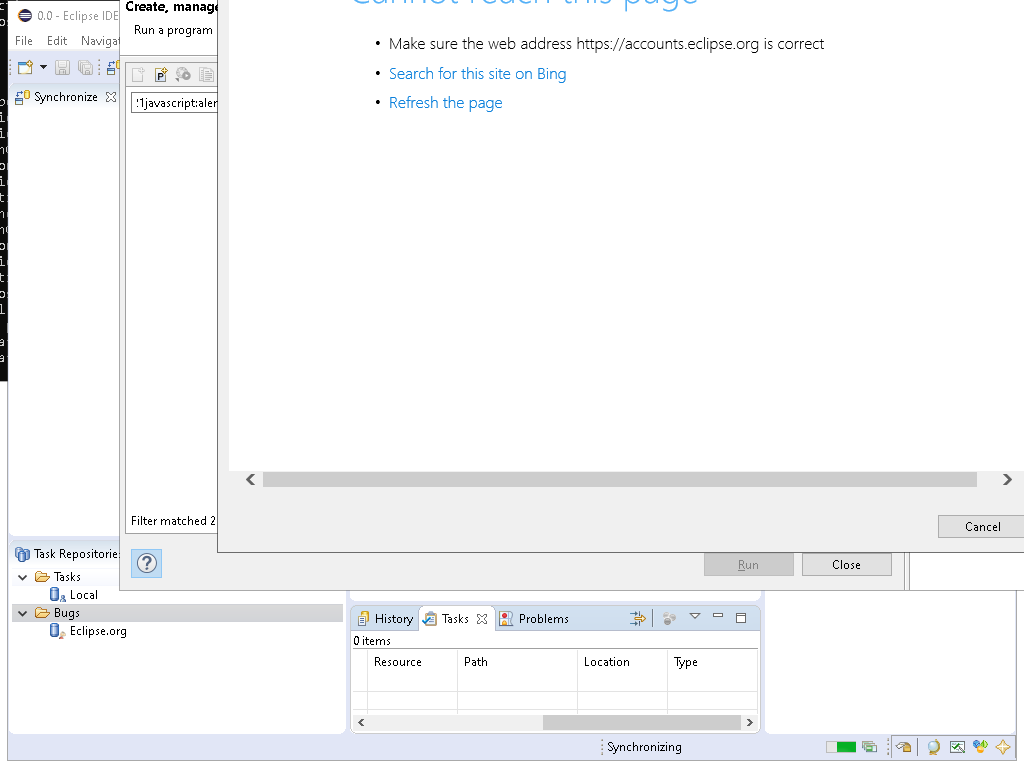 0.0 - Eclipse IDE
Create, manage
Cannot reach this page
File Edit Navigat
Run a program
Make sure the web address https://accounts.eclipse.org is correct
Search for this site on Bing
Synchronize
Refresh the page
Filter matched 2
Cancel
Task Repositories
Run Close
Tasks
Local
Bugs
Eclipse.org
History Tasks Problems
0 items
Resource Path Location Type
Synchronizing